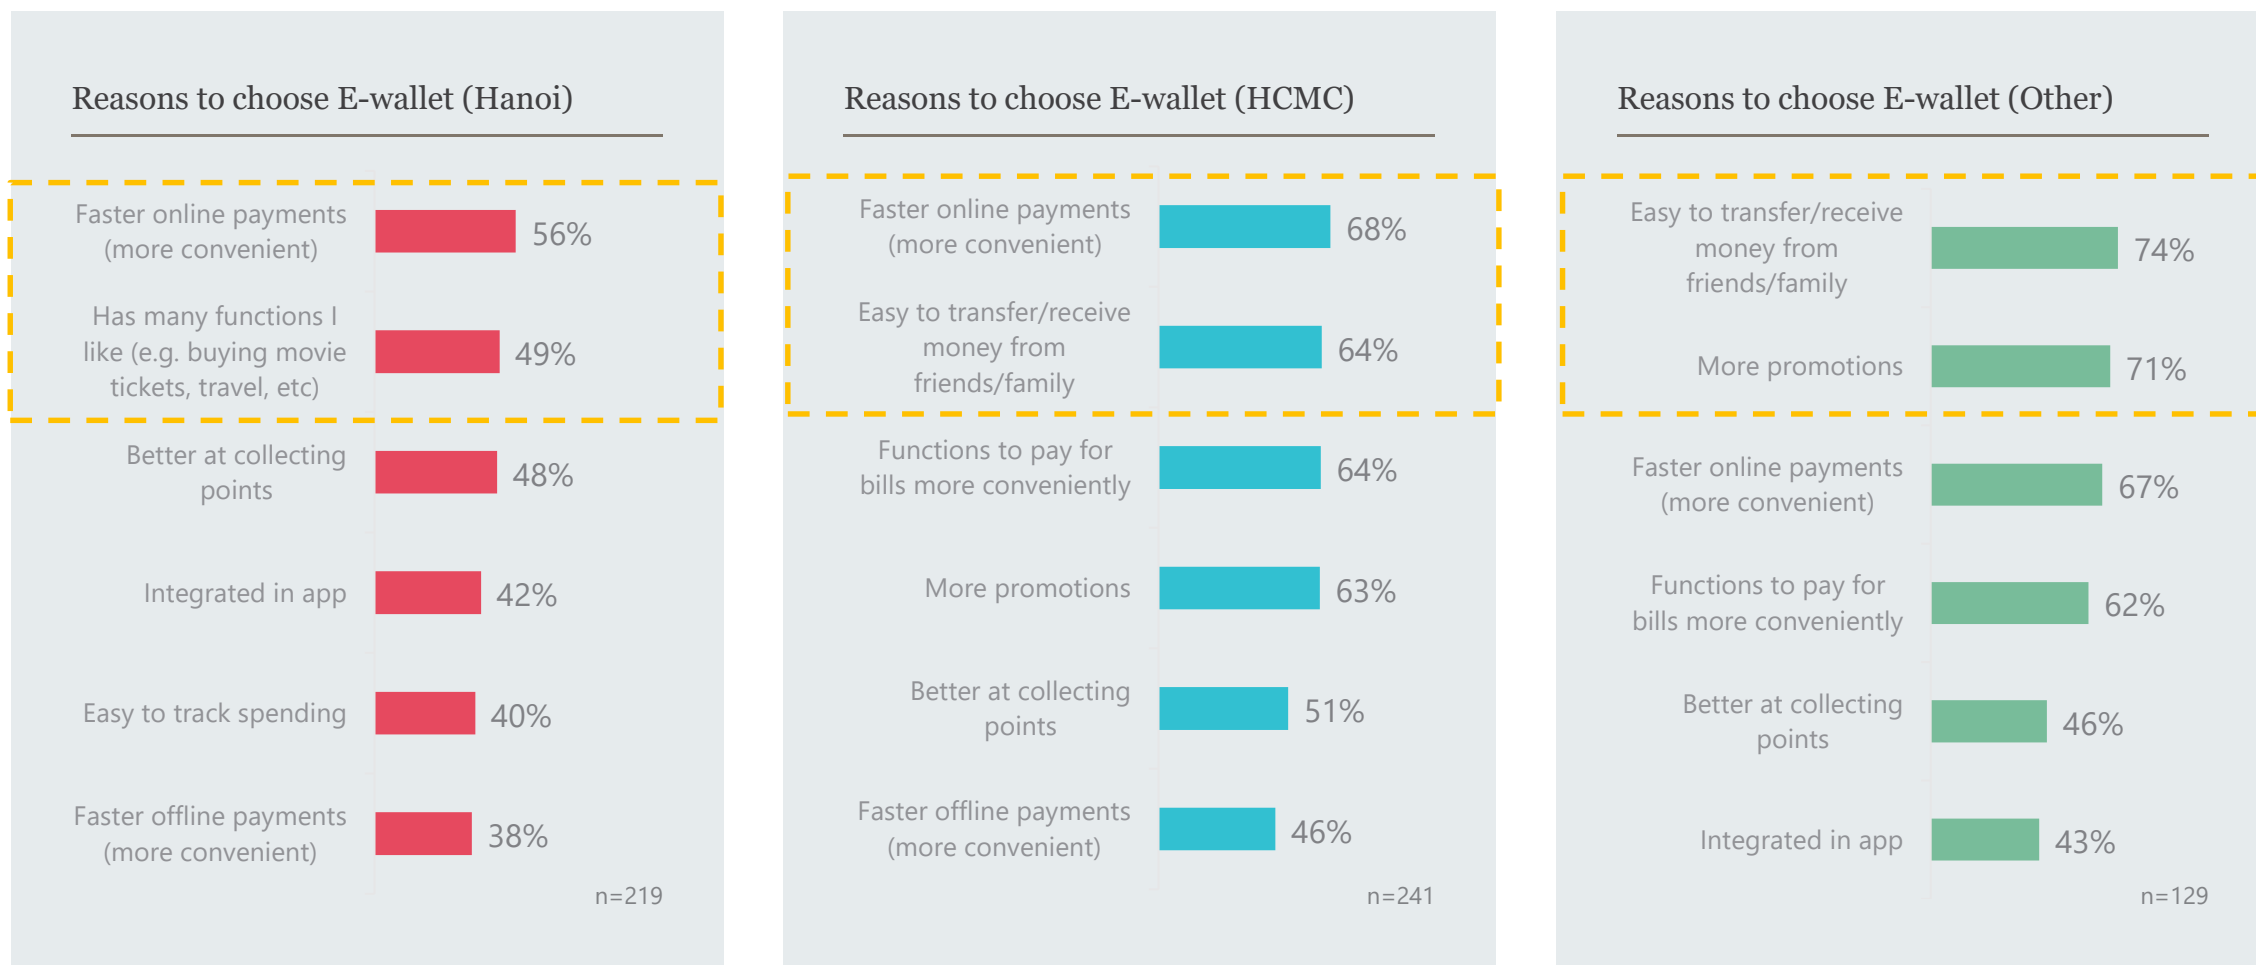 Reasons to choose E-wallet (Hanoi)
Faster online payments
(more convenient)
56%
Has many functions I
like (e.g. buying movie
tickets, travel, etc)
49%
Better at collecting
points
48%
Integrated in app
42%
Easy to track spending
40%
Faster offline payments
(more convenient)
38%
n=219
Reasons to choose E-wallet (HCMC)
Faster online payments
(more convenient)
68%
Easy to transfer/receive
money from
friends/family
64%
Functions to pay for
bills more conveniently
64%
More promotions
63%
Better at collecting
points
51%
Faster offline payments
(more convenient)
46%
n=241
Reasons to choose E-wallet (Other)
Easy to transfer/receive
money from
friends/family
74%
More promotions
71%
Faster online payments
(more convenient)
67%
Functions to pay for
bills more conveniently
62%
Better at collecting
points
46%
Integrated in app
43%
n=129